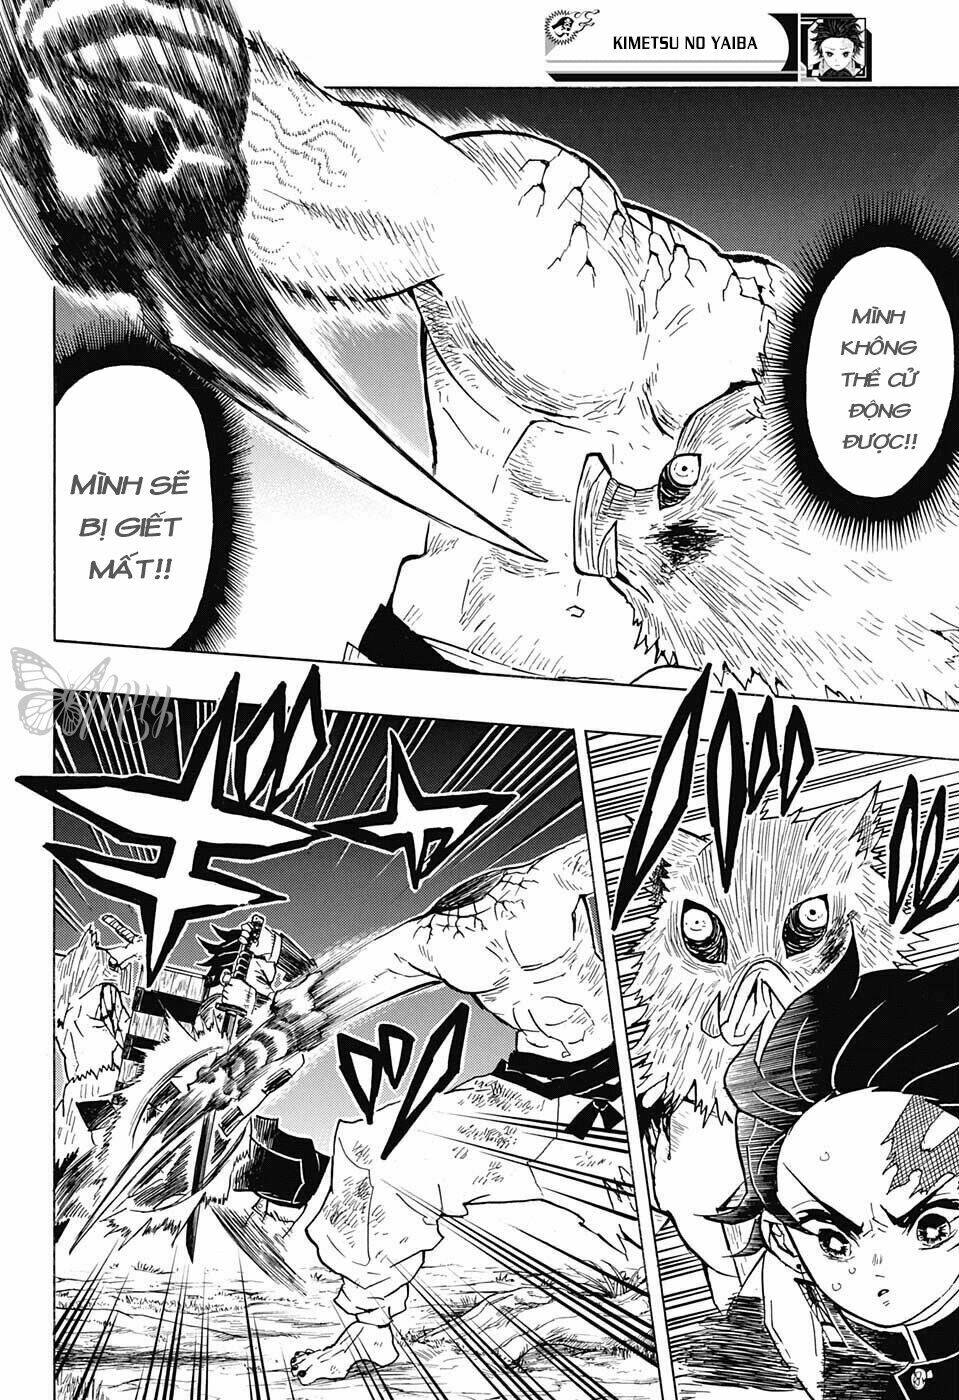 KIMETSU NO YAIBA
MÌNH
KHÔNG
THỂ CỬ
ĐỘNG
ĐƯỢC!!
MÌNH SẼ
BỊ GIẾT
MẤT!!